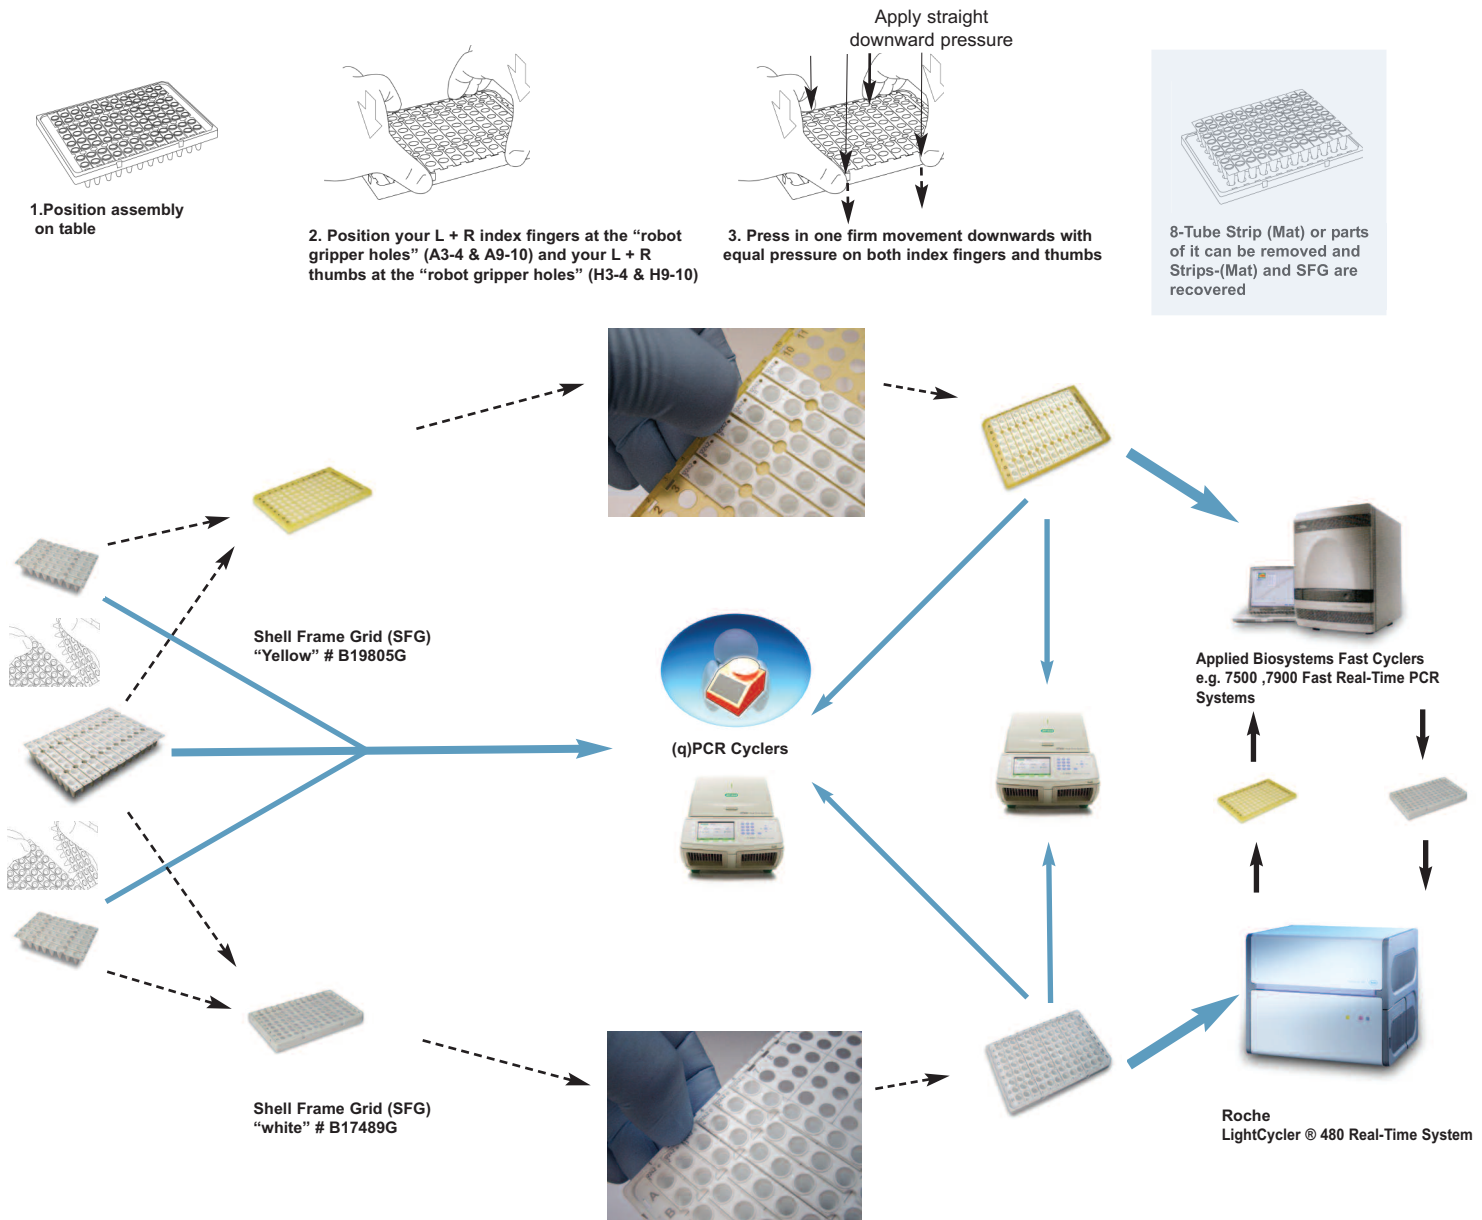 Apply straight
downward pressure
1.Position assembly
on table
2. Position your L + R index fingers at the “robot
gripper holes” (A3-4 & A9-10) and your L + R
thumbs at the “robot gripper holes” (H3-4 & H9-10)
3. Press in one firm movement downwards with
equal pressure on both index fingers and thumbs
8-Tube Strip (Mat) or parts
of it can be removed and
Strips-(Mat) and SFG are
recovered
11
10
3
2
Shell Frame Grid (SFG)
“Yellow” # B19805G
(q)PCR Cyclers
Applied Biosystems Fast Cyclers
e.g. 7500 ,7900 Fast Real-Time PCR
Systems
Shell Frame Grid (SFG)
“white” # B17489G
A
B
Roche
LightCycler ® 480 Real-Time System